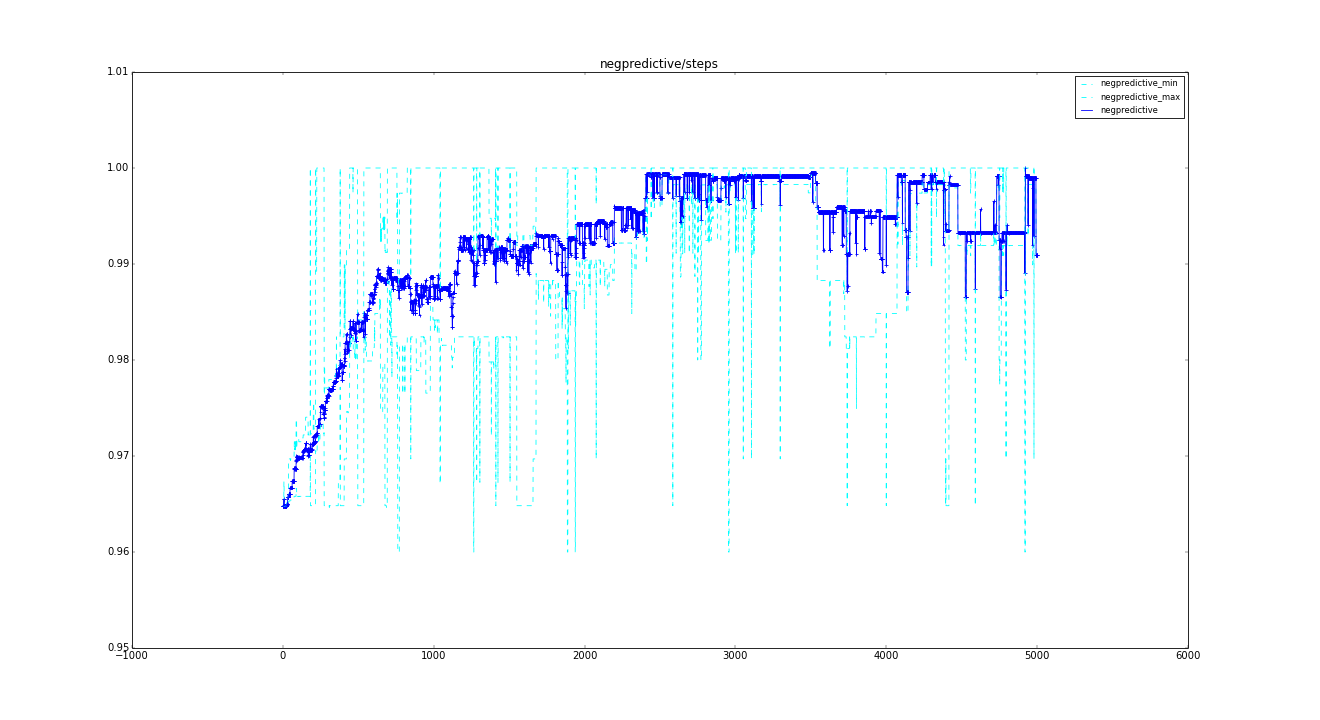 negpredictive/steps
1.01
1.00
0.99
0.98
0.97
0.96
0.95
negpredictive_min
negpredictive_max
negpredictive
−1000 0 1000 2000 3000 4000 5000 6000